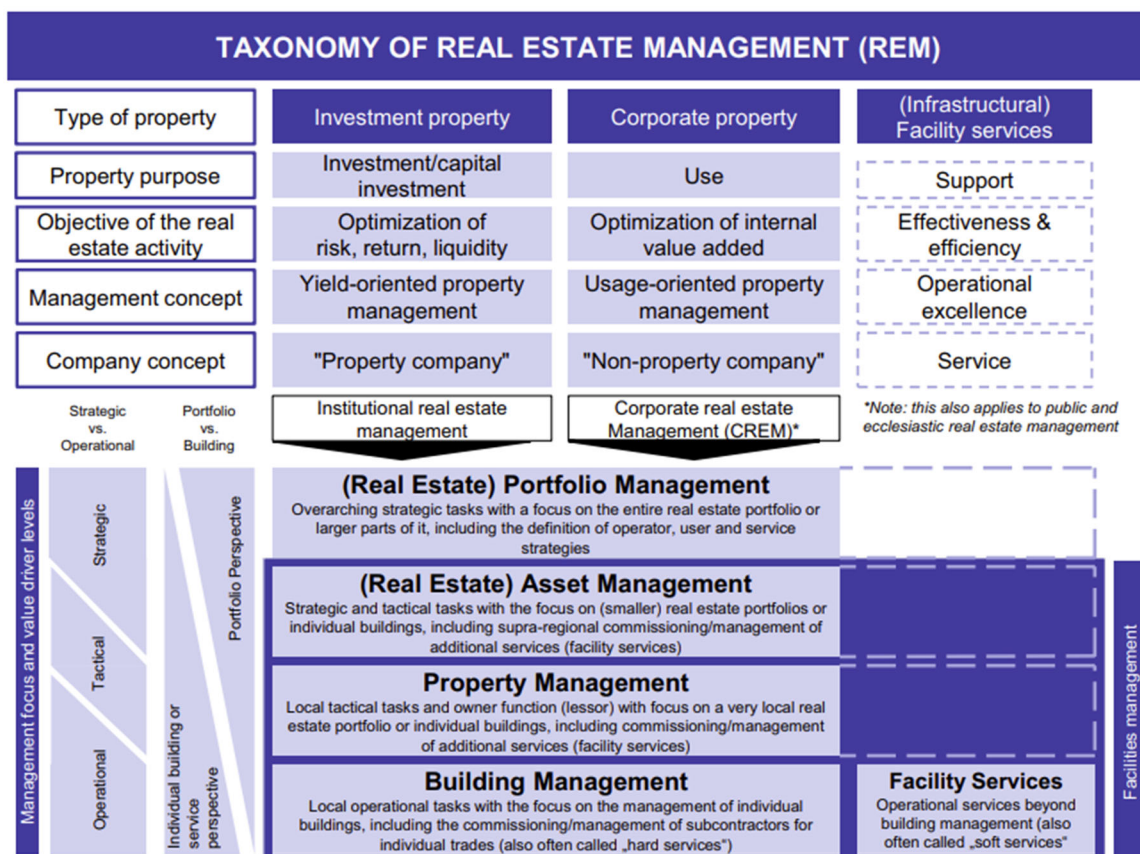 TAXONOMY OF REAL ESTATE MANAGEMENT (REM)
Type of property
Investment property
Corporate property
(Infrastructural)
Facility services
Property purpose
Investment/capital
investment
Use
Support
Objective of the real
estate activity
Optimization of
risk, return, liquidity
Optimization of internal
value added
Effectiveness &
efficiency
Management concept
Yield-oriented property
management
Usage-oriented property
management
Operational
excellence
Company concept
"Property company"
"Non-property company"
Service
Strategic
vs.
Operational
Portfolio
vs.
Building
Institutional real estate
management
Corporate real estate
Management (CREM)*
*Note: this also applies to public and
ecclesiastic real estate management
Management focus and value driver levels
Strategic
Tactical
Operational
Portfolio Perspective
Individual building or
service
perspective
(Real Estate) Portfolio Management
Overarching strategic tasks with a focus on the entire real estate portfolio or
larger parts of it, including the definition of operator, user and service
strategies
(Real Estate) Asset Management
Strategic and tactical tasks with the focus on (smaller) real estate portfolios or
individual buildings, including supra-regional commissioning/management of
additional services (facility services)
Property Management
Local tactical tasks and owner function (lessor) with focus on a very local real
estate portfolio or individual buildings, including commissioning/management
of additional services (facility services)
Building Management
Local operational tasks with the focus on the management of individual
buildings, including the commissioning/management of subcontractors for
individual trades (also often called „hard services“)
Facility Services
Operational services beyond
building management (also
often called „soft services“
Facilities management